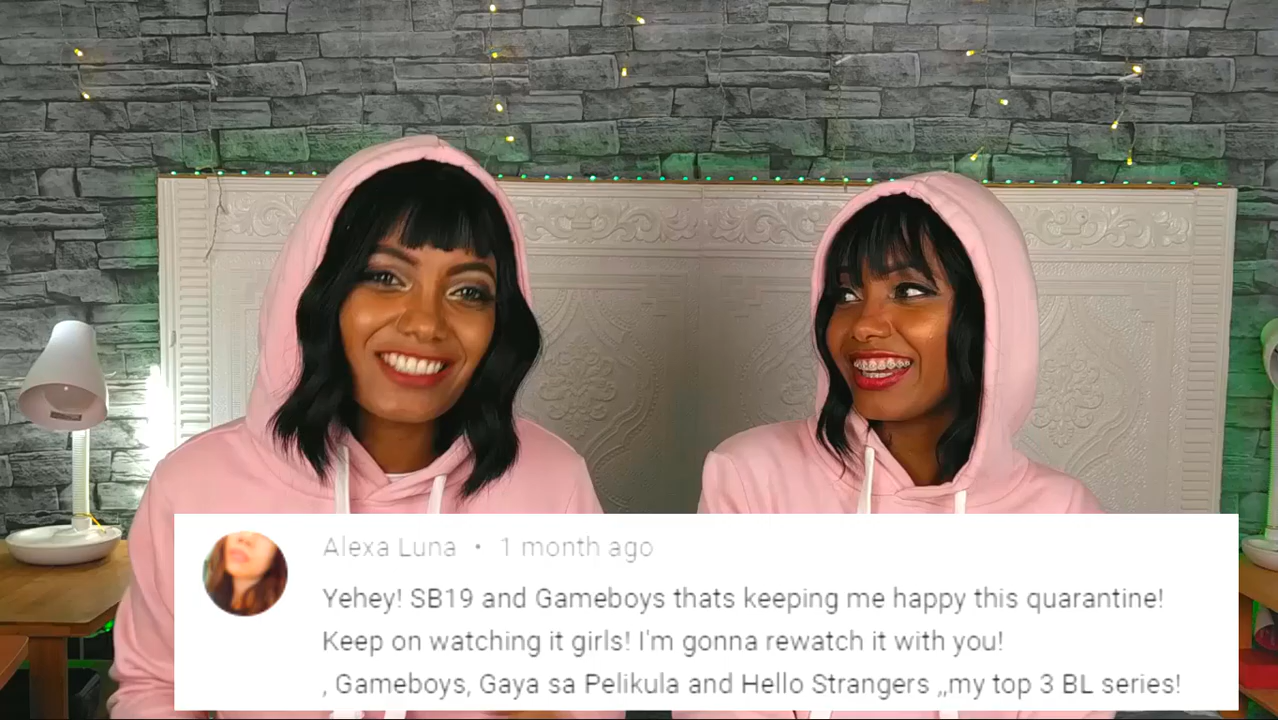 Alexa Luna • 1 month ago
Yehey! SB19 and Gameboys thats keeping me happy this quarantine!
Keep on watching it girls! I'm gonna rewatch it with you!
, Gameboys, Gaya sa Pelikula and Hello Strangers ,,my top 3 BL series!